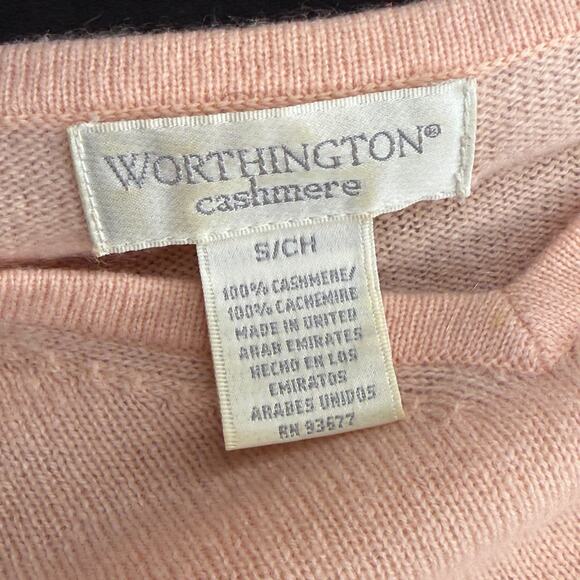 WORTHINGTON®
cashmere
S/CH
100% CASHMERE/
100% CACHEMIRE
MADE IN UNITED
ARAB EMIRATES
HECHO EN LOS
EMIRATOS
ARABES UNIDOS
RN 93677